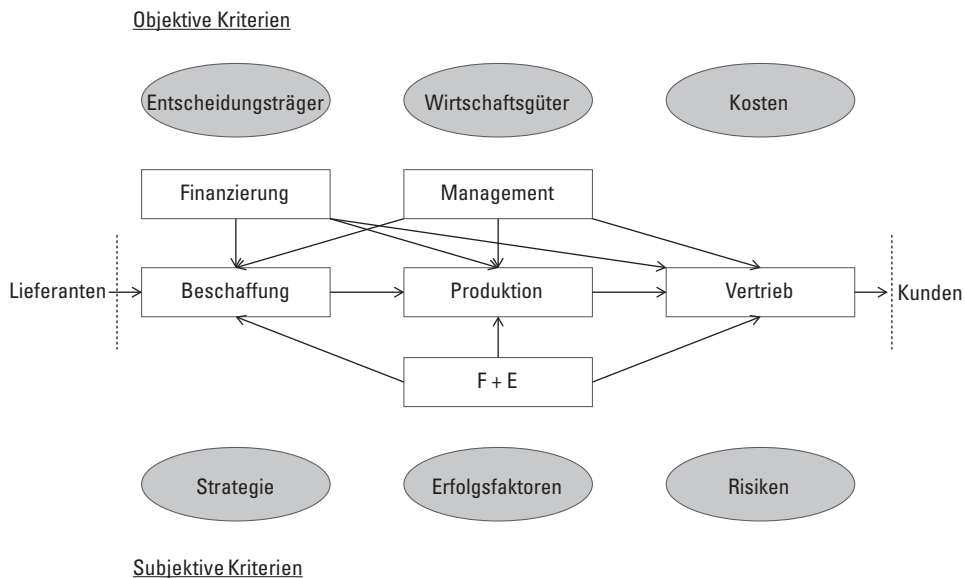 Objektive Kriterien
Entscheidungsträger
Wirtschaftsgüter
Kosten
Finanzierung
Management
Lieferanten
Beschaffung
Produktion
Vertrieb
Kunden
F + E
Strategie
Erfolgsfaktoren
Risiken
Subjektive Kriterien